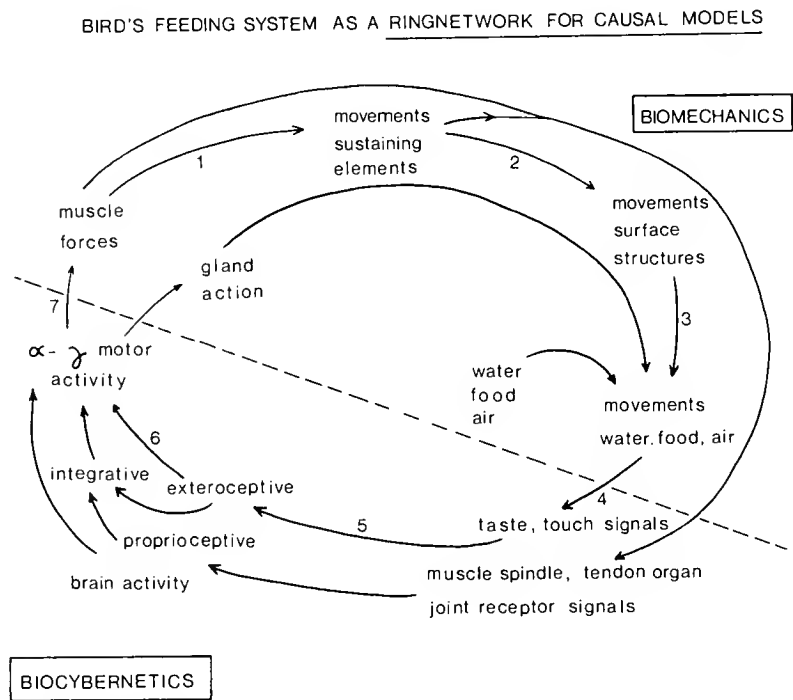 BIRD'S FEEDING SYSTEM AS A RINGNETWORK FOR CAUSAL MODELS
BIOMECHANICS
movements
sustaining
elements
1
2
muscle
forces
movements
surface
structures
gland
action
7
3
α- γ motor
activity
water
food
air
movements
water. food, air
6
integrative
exteroceptive
4
5
taste, touch signals
proprioceptive
brain activity
muscle spindle, tendon organ
joint receptor signals
BIOCYBERNETICS